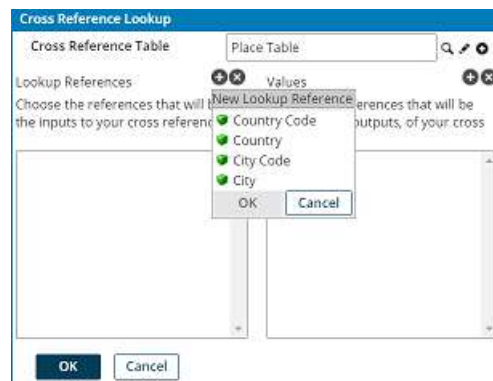 Cross Reference Lookup
Cross Reference Table Place Table
Lookup References Values
Choose the references that will erences that will be
the inputs to your cross referenc outputs, of your cross
New Lookup Reference
Country Code
Country
City Code
City
OK Cancel
OK Cancel